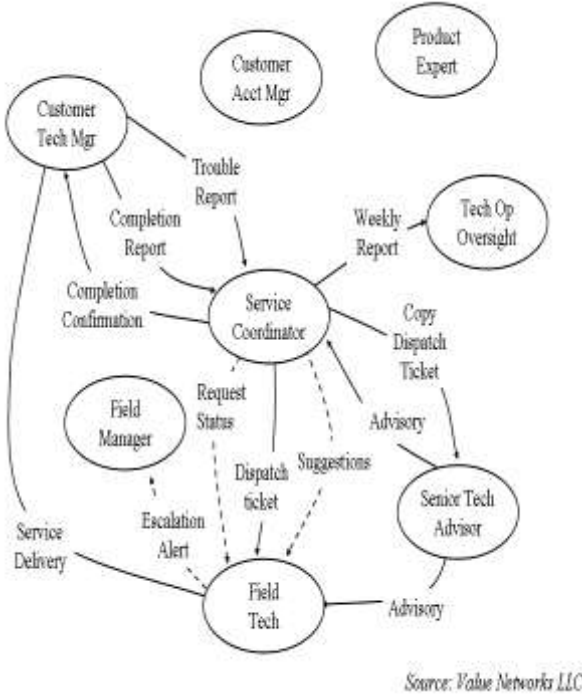 Product
Expert
Customer
Acct Mgr
Customer
Tech Mgr
Trouble
Report
Completion
Report
Weekly
Report
Tech Op
Oversight
Completion
Confirmation
Service
Coordinator
Copy
Dispatch
Ticket
Request
Status
Field
Manager
Advisory
Suggestions
Dispatch
ticket
Senior Tech
Advisor
Escalation
Alert
Service
Delivery
Field
Tech
Advisory
Source: Value Networks LLC